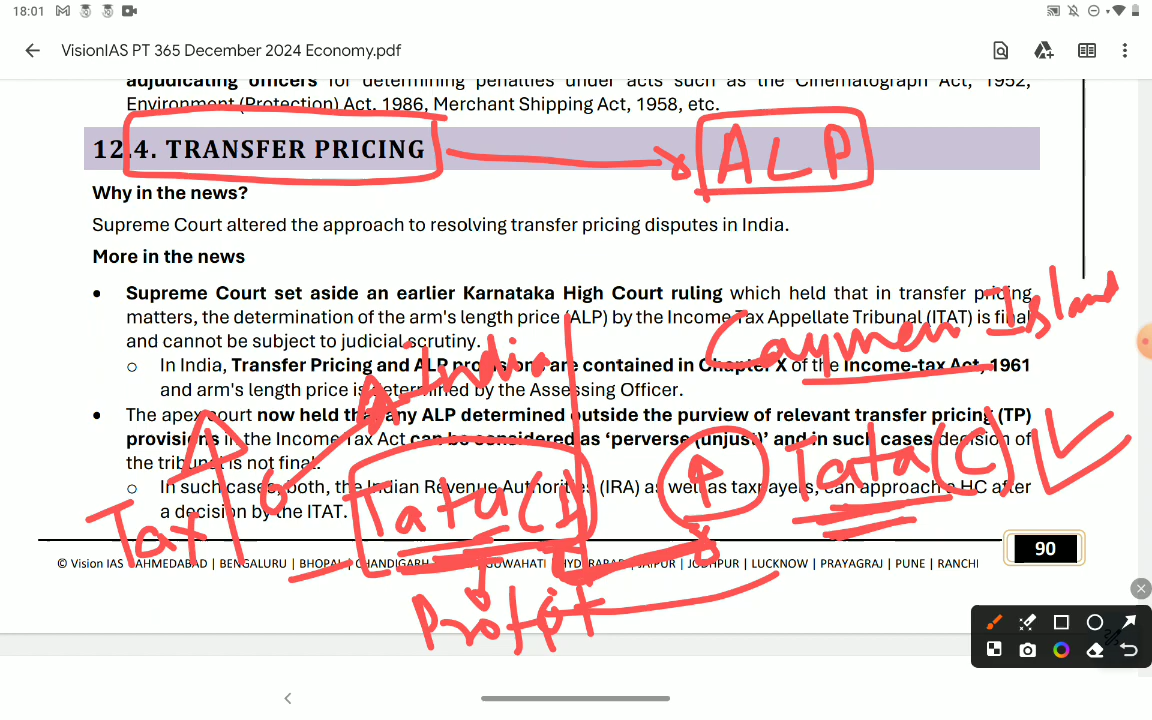 18:01
VisionIAS PT 365 December 2024 Economy.pdf
adjudicating officers for determining penalties under acts such as the Cinematograph Act, 1952,
Environment (Protection) Act, 1986, Merchant Shipping Act, 1958, etc.
12.4. TRANSFER PRICING
ALP
Why in the news?
Supreme Court altered the approach to resolving transfer pricing disputes in India.
More in the news
• Supreme Court set aside an earlier Karnataka High Court ruling which held that in transfer pricing
matters, the determination of the arm's length price (ALP) by the Income Tax Appellate Tribunal (ITAT) is final
and cannot be subject to judicial scrutiny.
Caymen Island
India
o In India, Transfer Pricing and ALP provisions are contained in Chapter X of the Income-tax Act, 1961
and arm's length price is determined by the Assessing Officer.
• The apex court now held that any ALP determined outside the purview of relevant transfer pricing (TP)
provisions in the Income Tax Act can be considered as 'perverse (unjust)' and in such cases decision of
the tribunal is not final.
o In such cases, both, the Indian Revenue Authorities (IRA) as well as taxpayers, can approach a HC after
a decision by the ITAT.
Tax
Tata (I)
P
Tata (C)
Profit
90
© Vision IAS AHMEDABAD | BENGALURU | BHOPAL | CHANDIGARH GUWAHATI | HYDERABAD | JAIPUR | JODHPUR | LUCKNOW | PRAYAGRAJ | PUNE | RANCHI